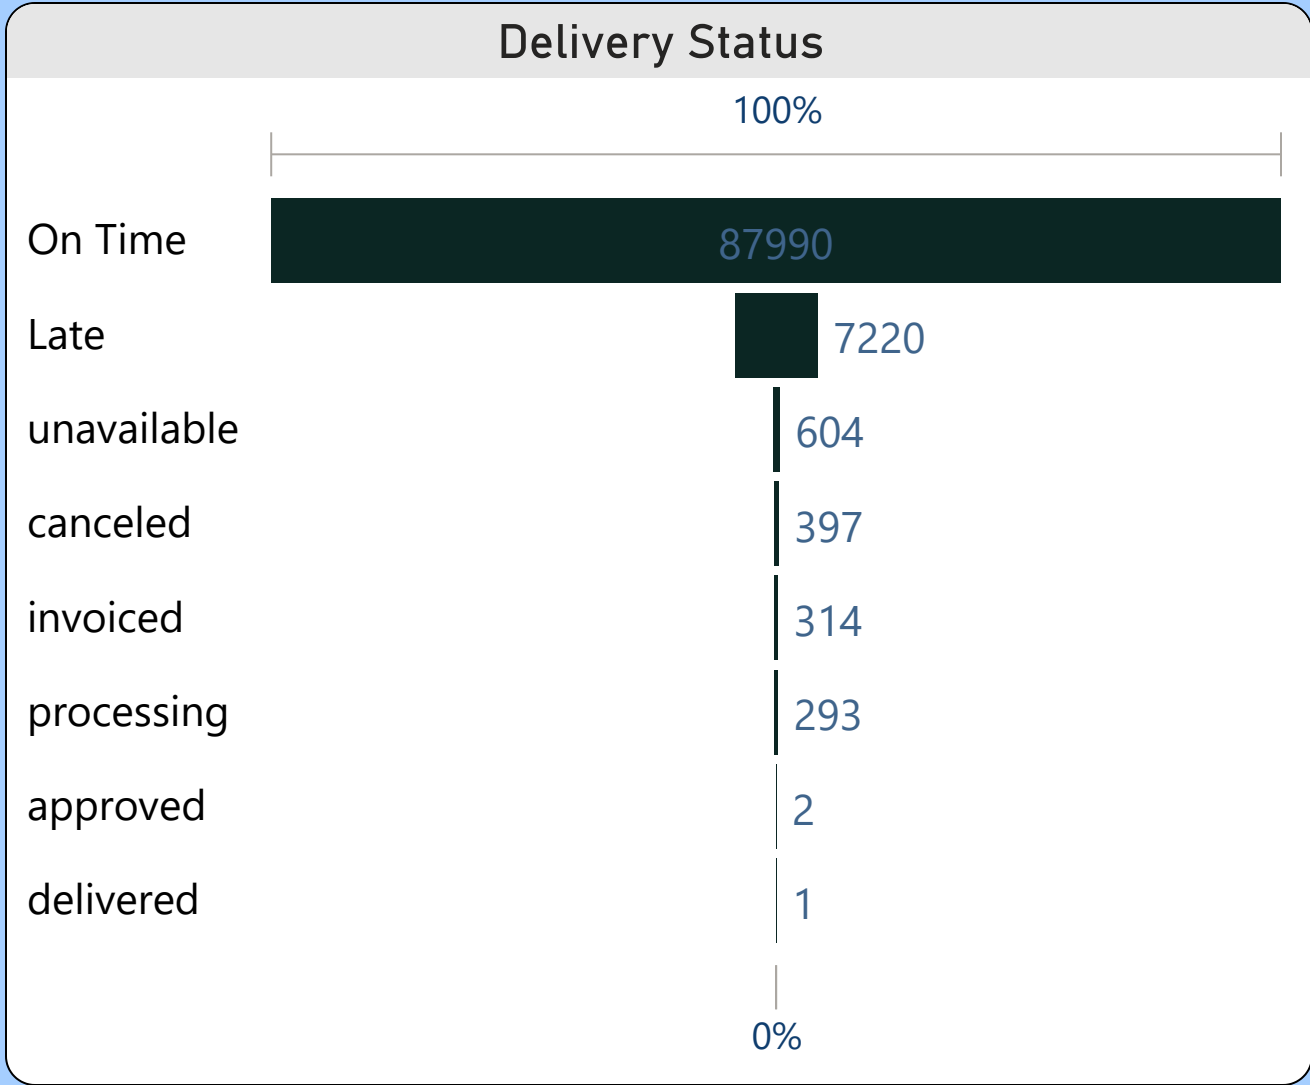 Delivery Status
100%
On Time 87990
Late 7220
unavailable 604
canceled 397
invoiced 314
processing 293
approved 2
delivered 1
0%